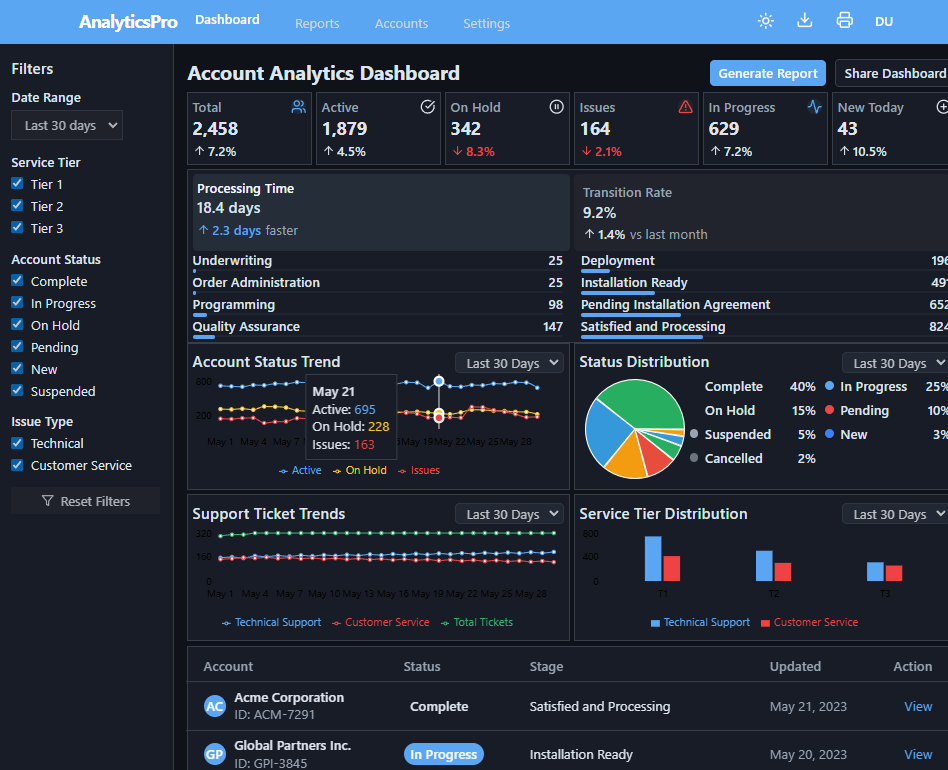 AnalyticsPro Dashboard Reports Accounts Settings DU
Filters
Date Range
Last 30 days
Service Tier
Tier 1
Tier 2
Tier 3
Account Status
Complete
In Progress
On Hold
Pending
New
Suspended
Issue Type
Technical
Customer Service
Reset Filters
Account Analytics Dashboard
Generate Report
Share Dashboard
Total
2,458
7.2%
Active
1,879
4.5%
On Hold
342
8.3%
Issues
164
2.1%
In Progress
629
7.2%
New Today
43
10.5%
Processing Time
18.4 days
2.3 days faster
Underwriting 25
Order Administration 25
Programming 98
Quality Assurance 147
Transition Rate
9.2%
1.4% vs last month
Deployment 196
Installation Ready 491
Pending Installation Agreement 652
Satisfied and Processing 824
Account Status Trend
Last 30 Days
800
200
May 1 May 4 May 7 May 19 May 22 May 25 May 28
May 21
Active: 695
On Hold: 228
Issues: 163
Active On Hold Issues
Status Distribution
Last 30 Days
Complete 40% In Progress 25%
On Hold 15% Pending 10%
Suspended 5% New 3%
Cancelled 2%
Support Ticket Trends
Last 30 Days
320
160
0
May 1 May 4 May 7 May 10 May 13 May 16 May 19 May 22 May 25 May 28
Technical Support Customer Service Total Tickets
Service Tier Distribution
Last 30 Days
800
400
0
T1 T2 T3
Technical Support Customer Service
Account Status Stage Updated Action
AC Acme Corporation
ID: ACM-7291
Complete Satisfied and Processing May 21, 2023 View
GP Global Partners Inc.
ID: GPI-3845
In Progress Installation Ready May 20, 2023 View